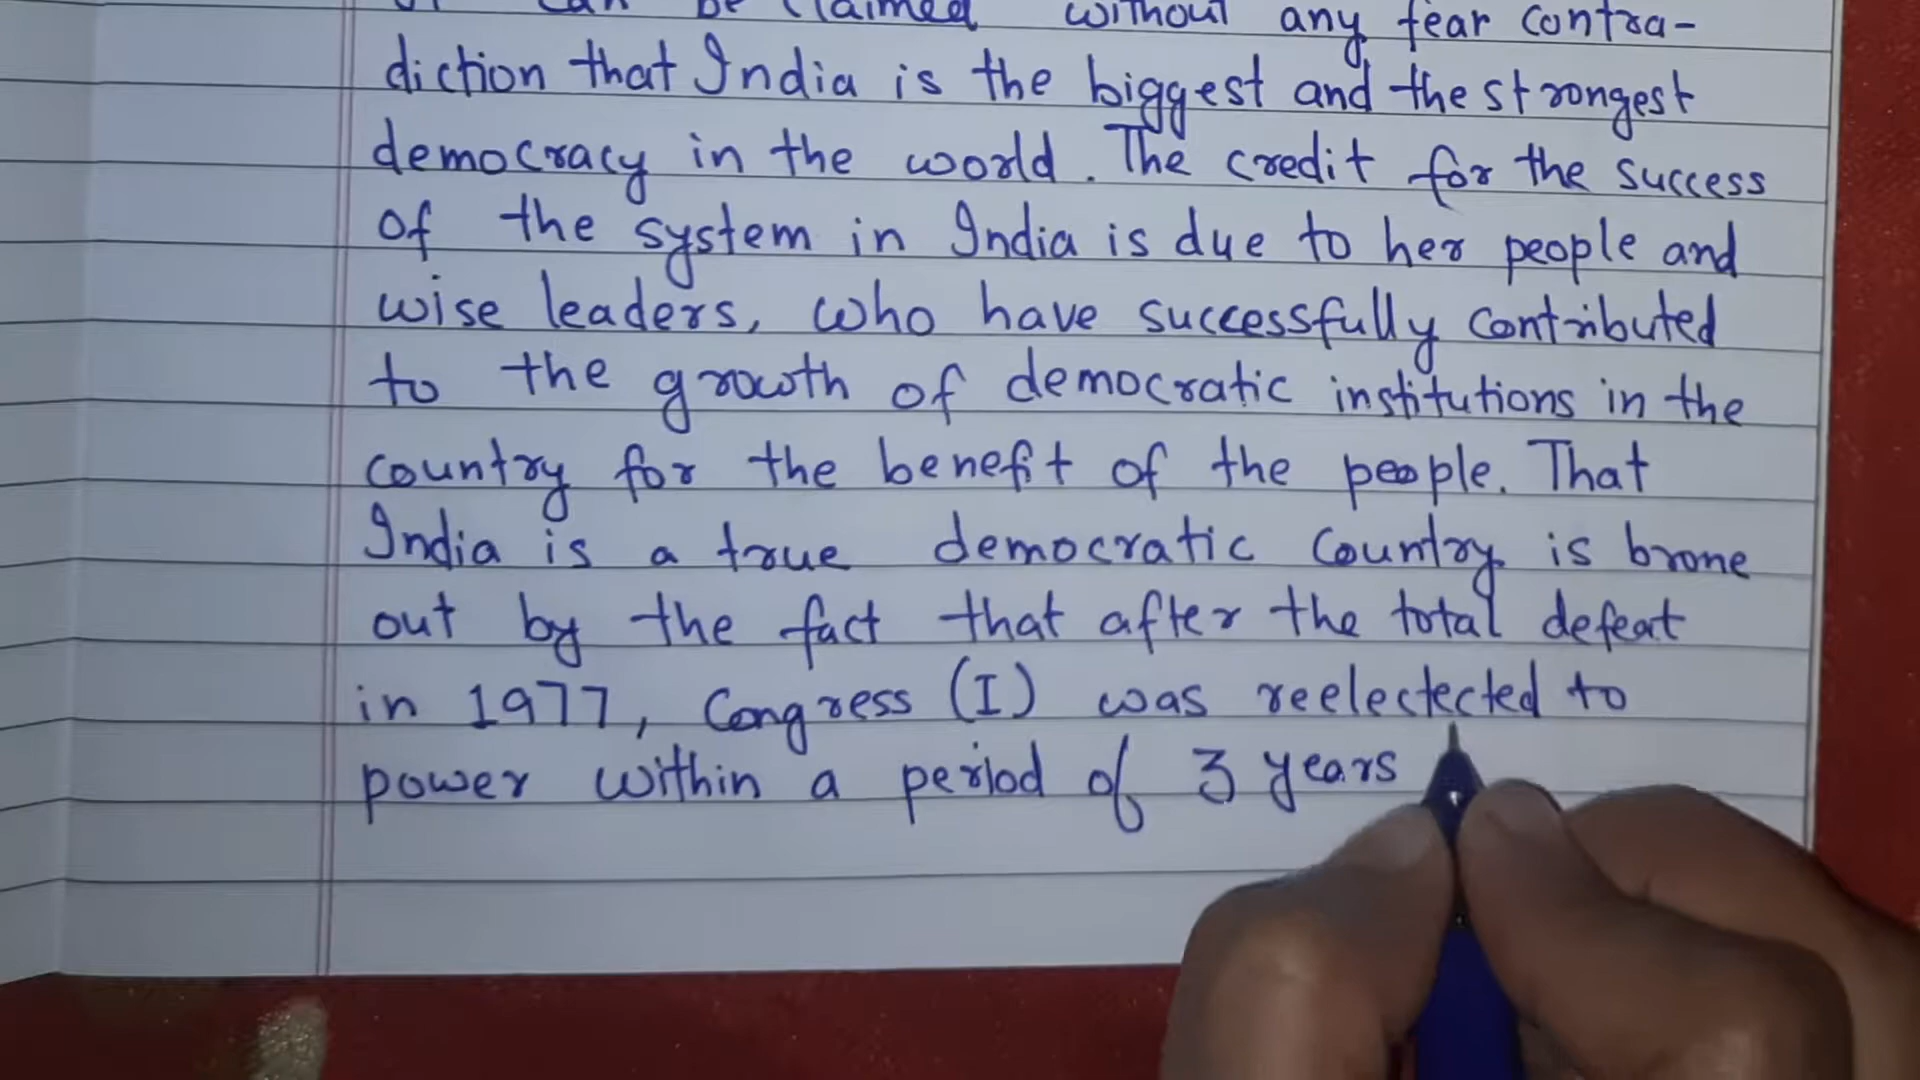 can be claimed without any fear contra-
diction that India is the biggest and the strongest
democracy in the world. The credit for the success
of the system in India is due to her people and
wise leaders, who have successfully contributed
to the growth of democratic institutions in the
country for the benefit of the people. That
India is a true democratic country is brone
out by the fact that after the total defeat
in 1977, Congress (I) was reelectected to
power within a period of 3 years